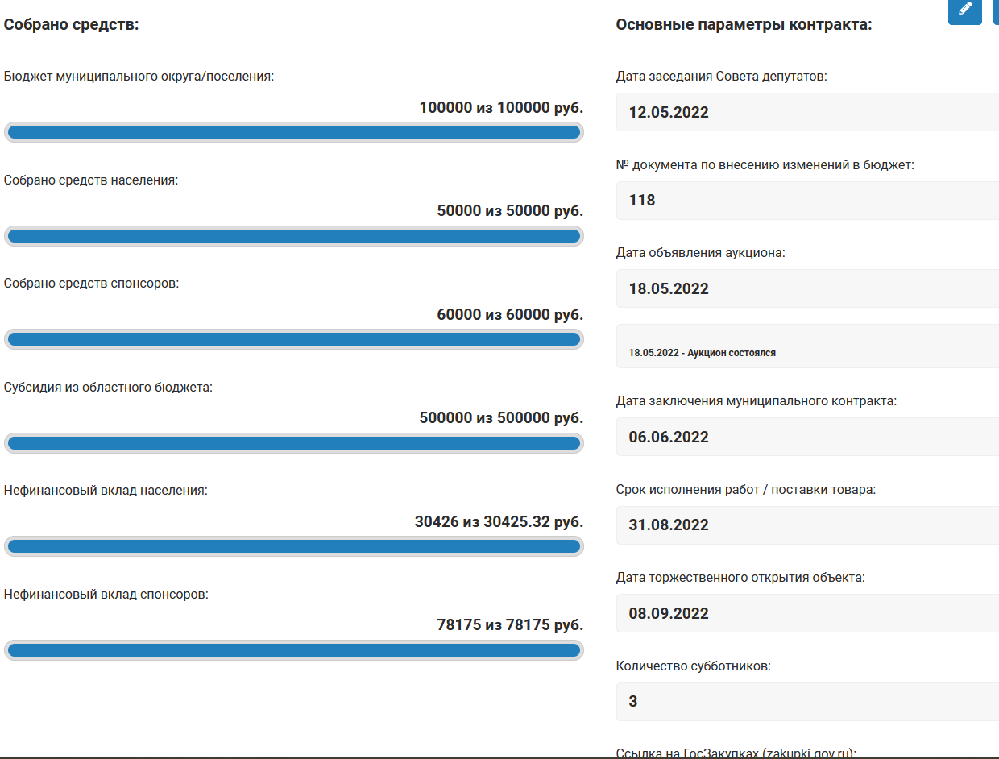 Собрано средств:
Бюджет муниципального округа/поселения:
100000 из 100000 руб.
Собрано средств населения:
50000 из 50000 руб.
Собрано средств спонсоров:
60000 из 60000 руб.
Субсидия из областного бюджета:
500000 из 500000 руб.
Нефинансовый вклад населения:
30426 из 30425.32 руб.
Нефинансовый вклад спонсоров:
78175 из 78175 руб.
Основные параметры контракта:
Дата заседания Совета депутатов:
12.05.2022
№ документа по внесению изменений в бюджет:
118
Дата объявления аукциона:
18.05.2022
18.05.2022 - Аукцион состоялся
Дата заключения муниципального контракта:
06.06.2022
Срок исполнения работ / поставки товара:
31.08.2022
Дата торжественного открытия объекта:
08.09.2022
Количество субботников:
3
Ссылка на ГосЗакупках (zakupki.gov.ru):